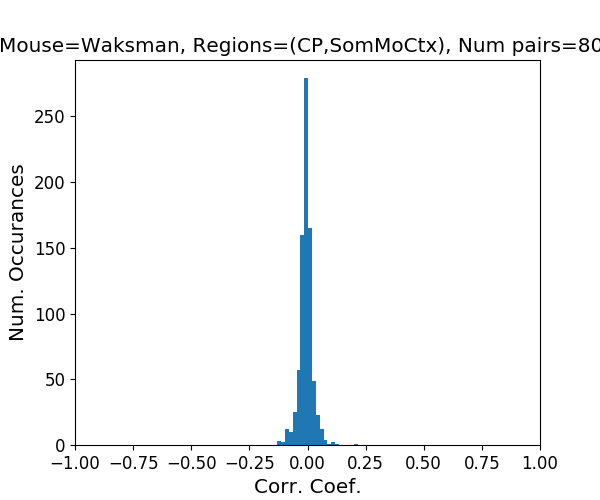 Mouse=Waksman, Regions=(CP,SomMoCtx), Num pairs=80
Num. Occurances
250
200
150
100
50
0
−1.00 −0.75 −0.50 −0.25 0.00 0.25 0.50 0.75 1.00
Corr. Coef.